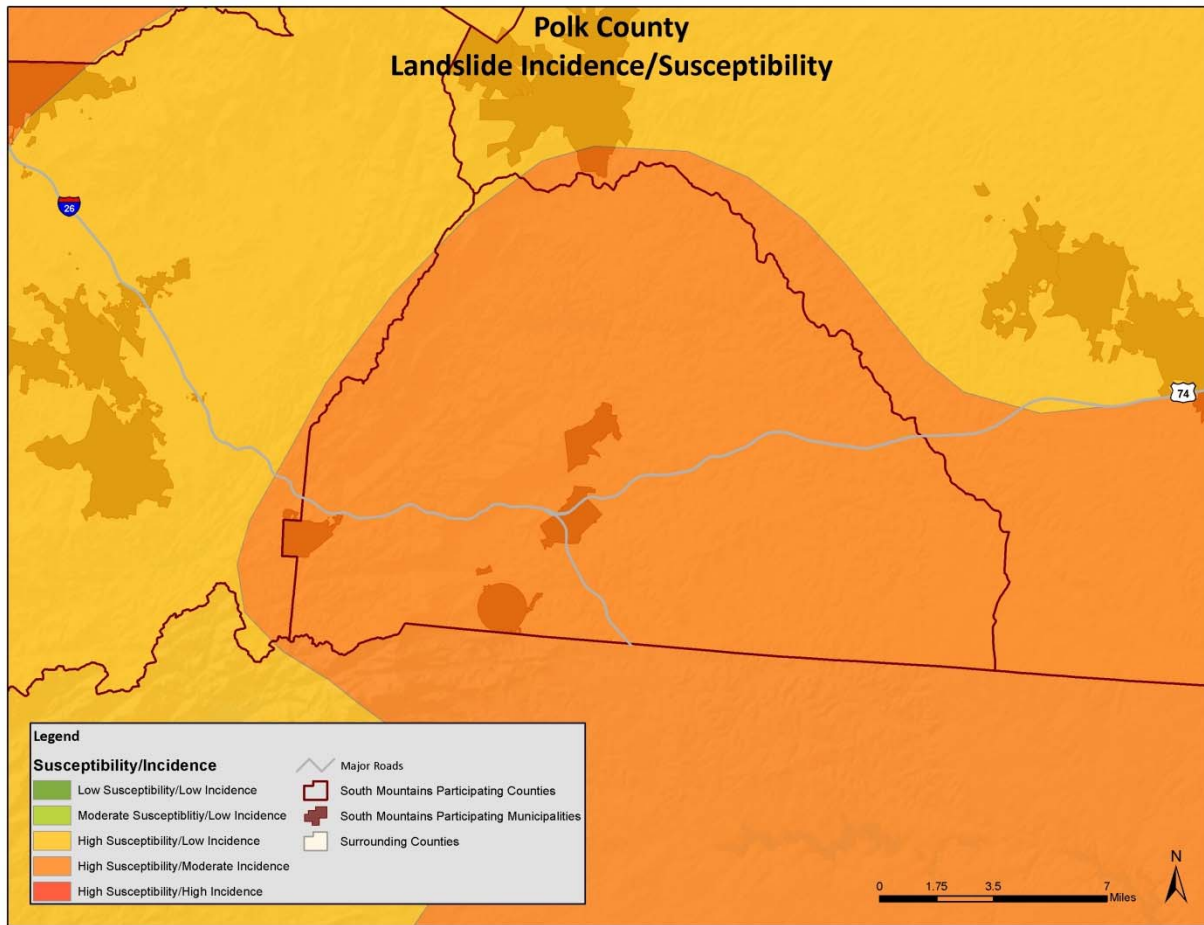 Polk County
Landslide Incidence/Susceptibility
26
74
Legend
Susceptibility/Incidence
Low Susceptibility/Low Incidence
Moderate Susceptiblitiy/Low Incidence
High Susceptibility/Low Incidence
High Susceptibility/Moderate Incidence
High Susceptibility/High Incidence
Major Roads
South Mountains Participating Counties
South Mountains Participating Municipalities
Surrounding Counties
0 1.75 3.5 7
Miles
N